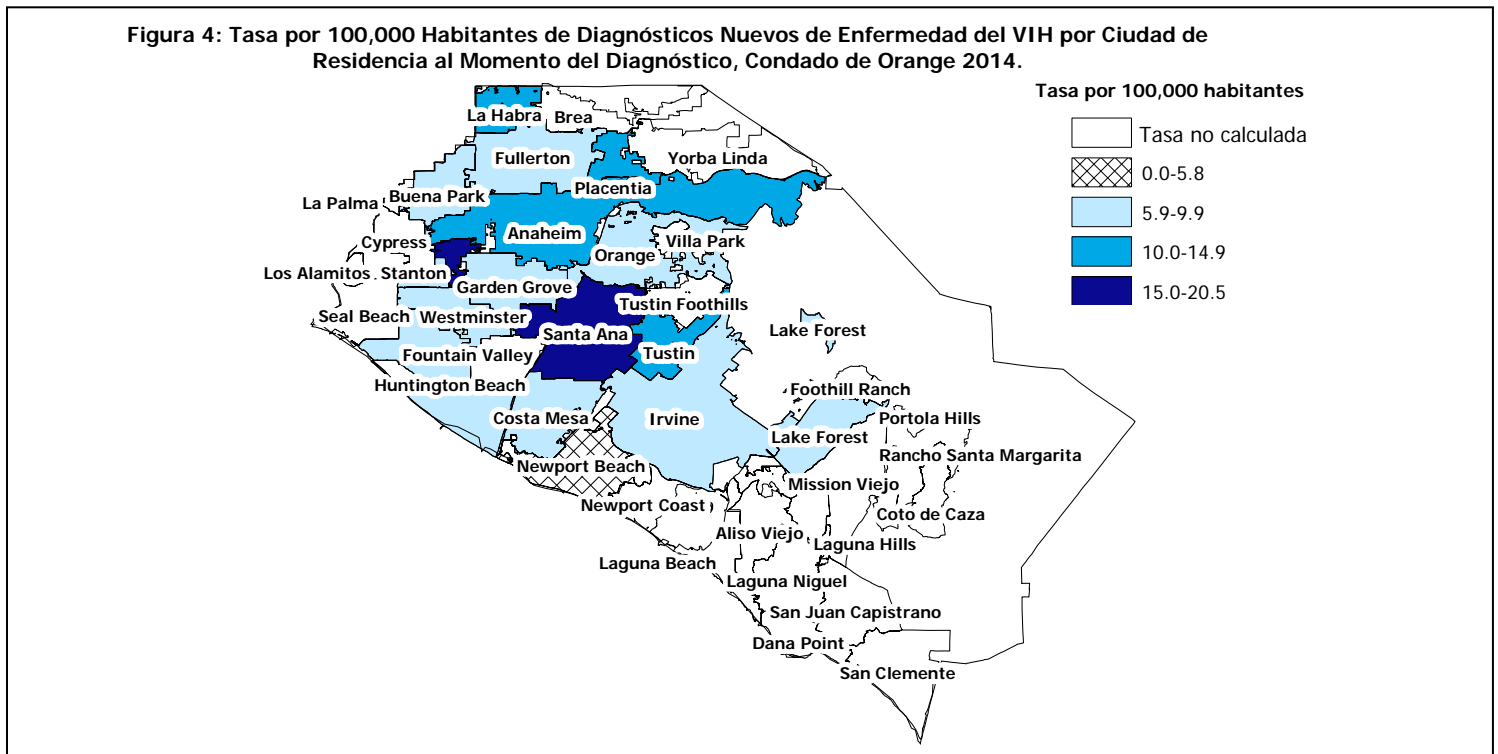 Figura 4: Tasa por 100,000 Habitantes de Diagnósticos Nuevos de Enfermedad del VIH por Ciudad de
Residencia al Momento del Diagnóstico, Condado de Orange 2014.
Tasa por 100,000 habitantes
Tasa no calculada
0.0-5.8
5.9-9.9
10.0-14.9
15.0-20.5
La Habra
Brea
Fullerton
Yorba Linda
Placentia
Buena Park
La Palma
Anaheim
Cypress
Villa Park
Orange
Los Alamitos
Stanton
Garden Grove
Tustin Foothills
Seal Beach
Westminster
Santa Ana
Lake Forest
Fountain Valley
Tustin
Huntington Beach
Foothill Ranch
Costa Mesa
Irvine
Portola Hills
Lake Forest
Rancho Santa Margarita
Newport Beach
Mission Viejo
Newport Coast
Coto de Caza
Aliso Viejo
Laguna Hills
Laguna Beach
Laguna Niguel
San Juan Capistrano
Dana Point
San Clemente